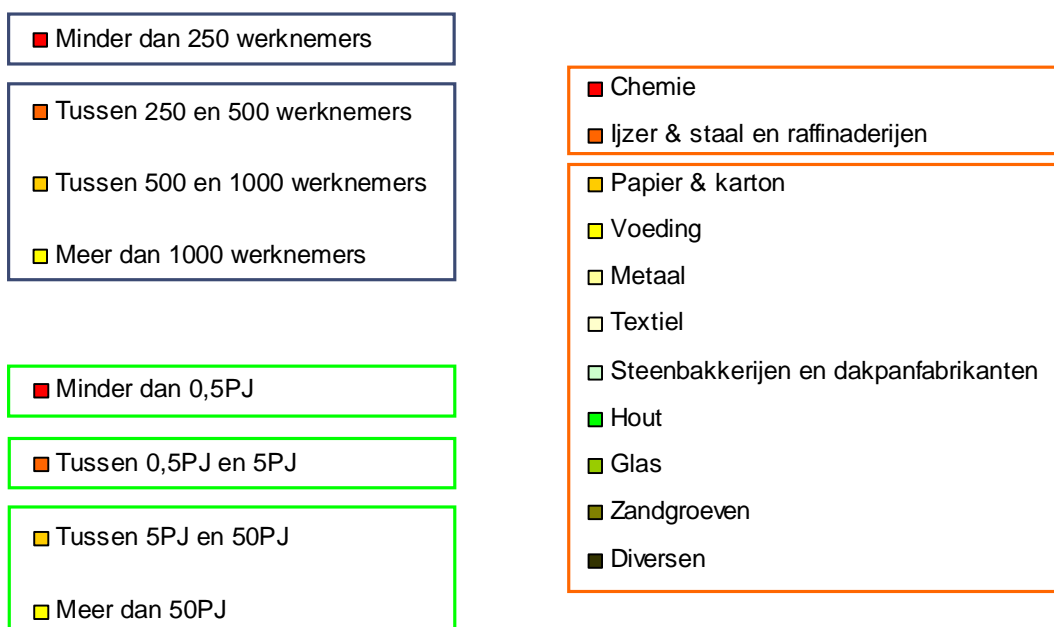 Minder dan 250 werknemers
Tussen 250 en 500 werknemers
Tussen 500 en 1000 werknemers
Meer dan 1000 werknemers
Minder dan 0,5PJ
Tussen 0,5PJ en 5PJ
Tussen 5PJ en 50PJ
Meer dan 50PJ
Chemie
Ijzer & staal en raffinaderijen
Papier & karton
Voeding
Metaal
Textiel
Steenbakkerijen en dakpanfabrikanten
Hout
Glas
Zandgroeven
Diversen